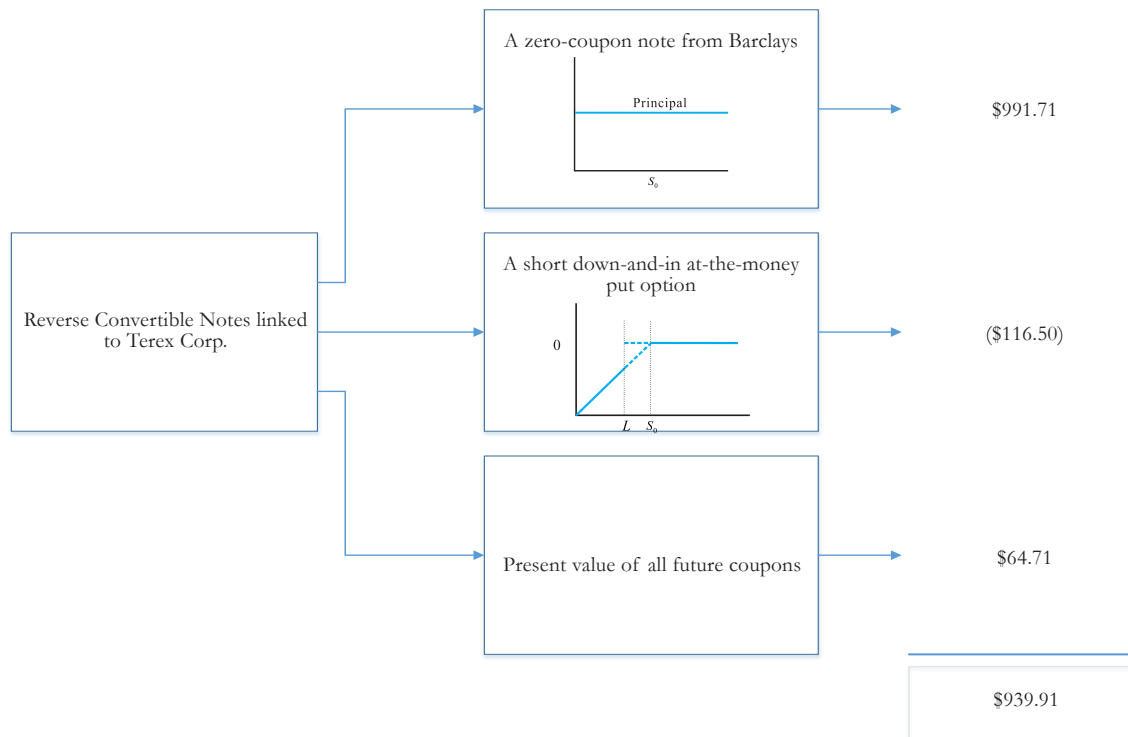 A zero-coupon note from Barclays
Principal
S₀
$991.71
Reverse Convertible Notes linked
to Terex Corp.
A short down-and-in at-the-money
put option
0
L S₀
($116.50)
Present value of all future coupons
$64.71
$939.91